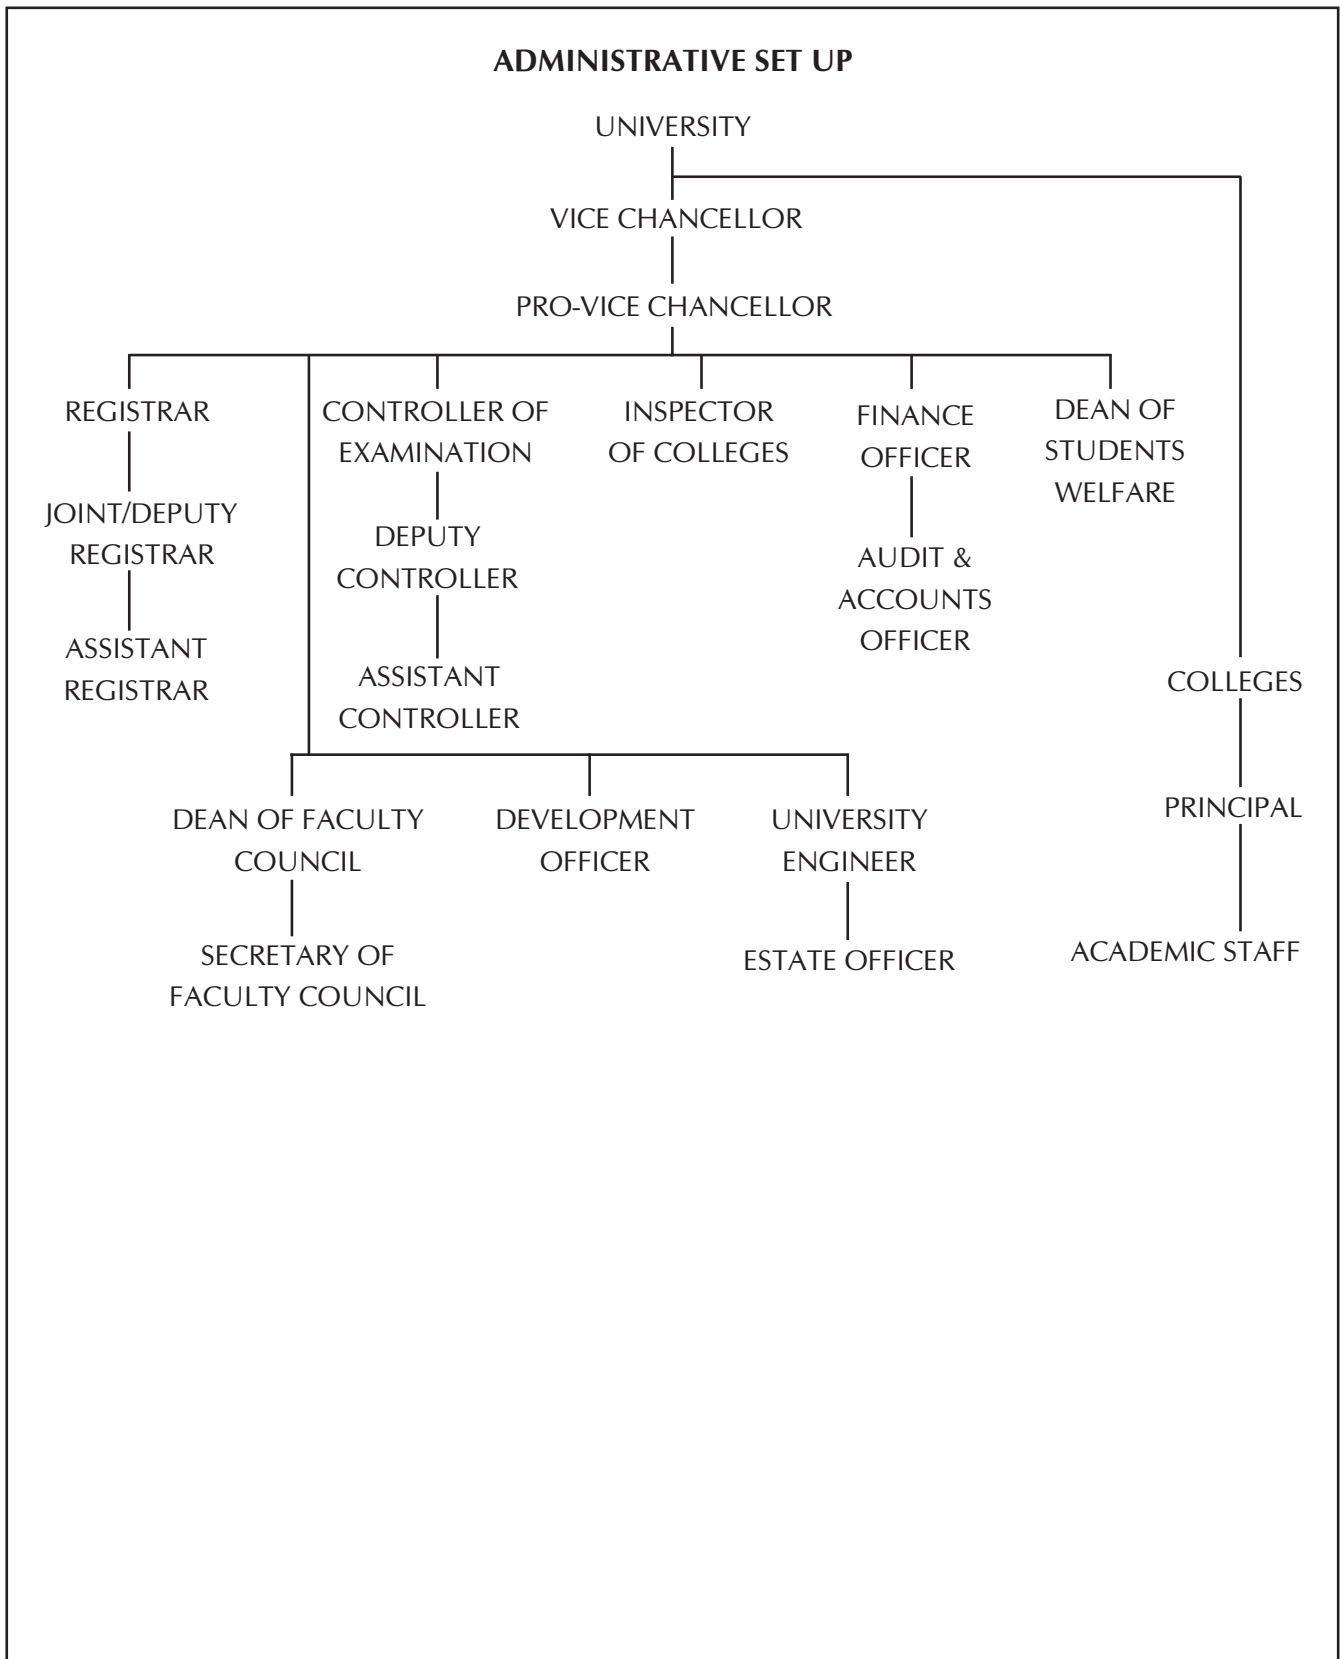 ADMINISTRATIVE SET UP
UNIVERSITY
VICE CHANCELLOR
PRO-VICE CHANCELLOR
REGISTRAR
JOINT/DEPUTY
REGISTRAR
ASSISTANT
REGISTRAR
CONTROLLER OF
EXAMINATION
DEPUTY
CONTROLLER
ASSISTANT
CONTROLLER
INSPECTOR
OF COLLEGES
FINANCE
OFFICER
AUDIT &
ACCOUNTS
OFFICER
DEAN OF
STUDENTS
WELFARE
DEAN OF FACULTY
COUNCIL
SECRETARY OF
FACULTY COUNCIL
DEVELOPMENT
OFFICER
UNIVERSITY
ENGINEER
ESTATE OFFICER
COLLEGES
PRINCIPAL
ACADEMIC STAFF